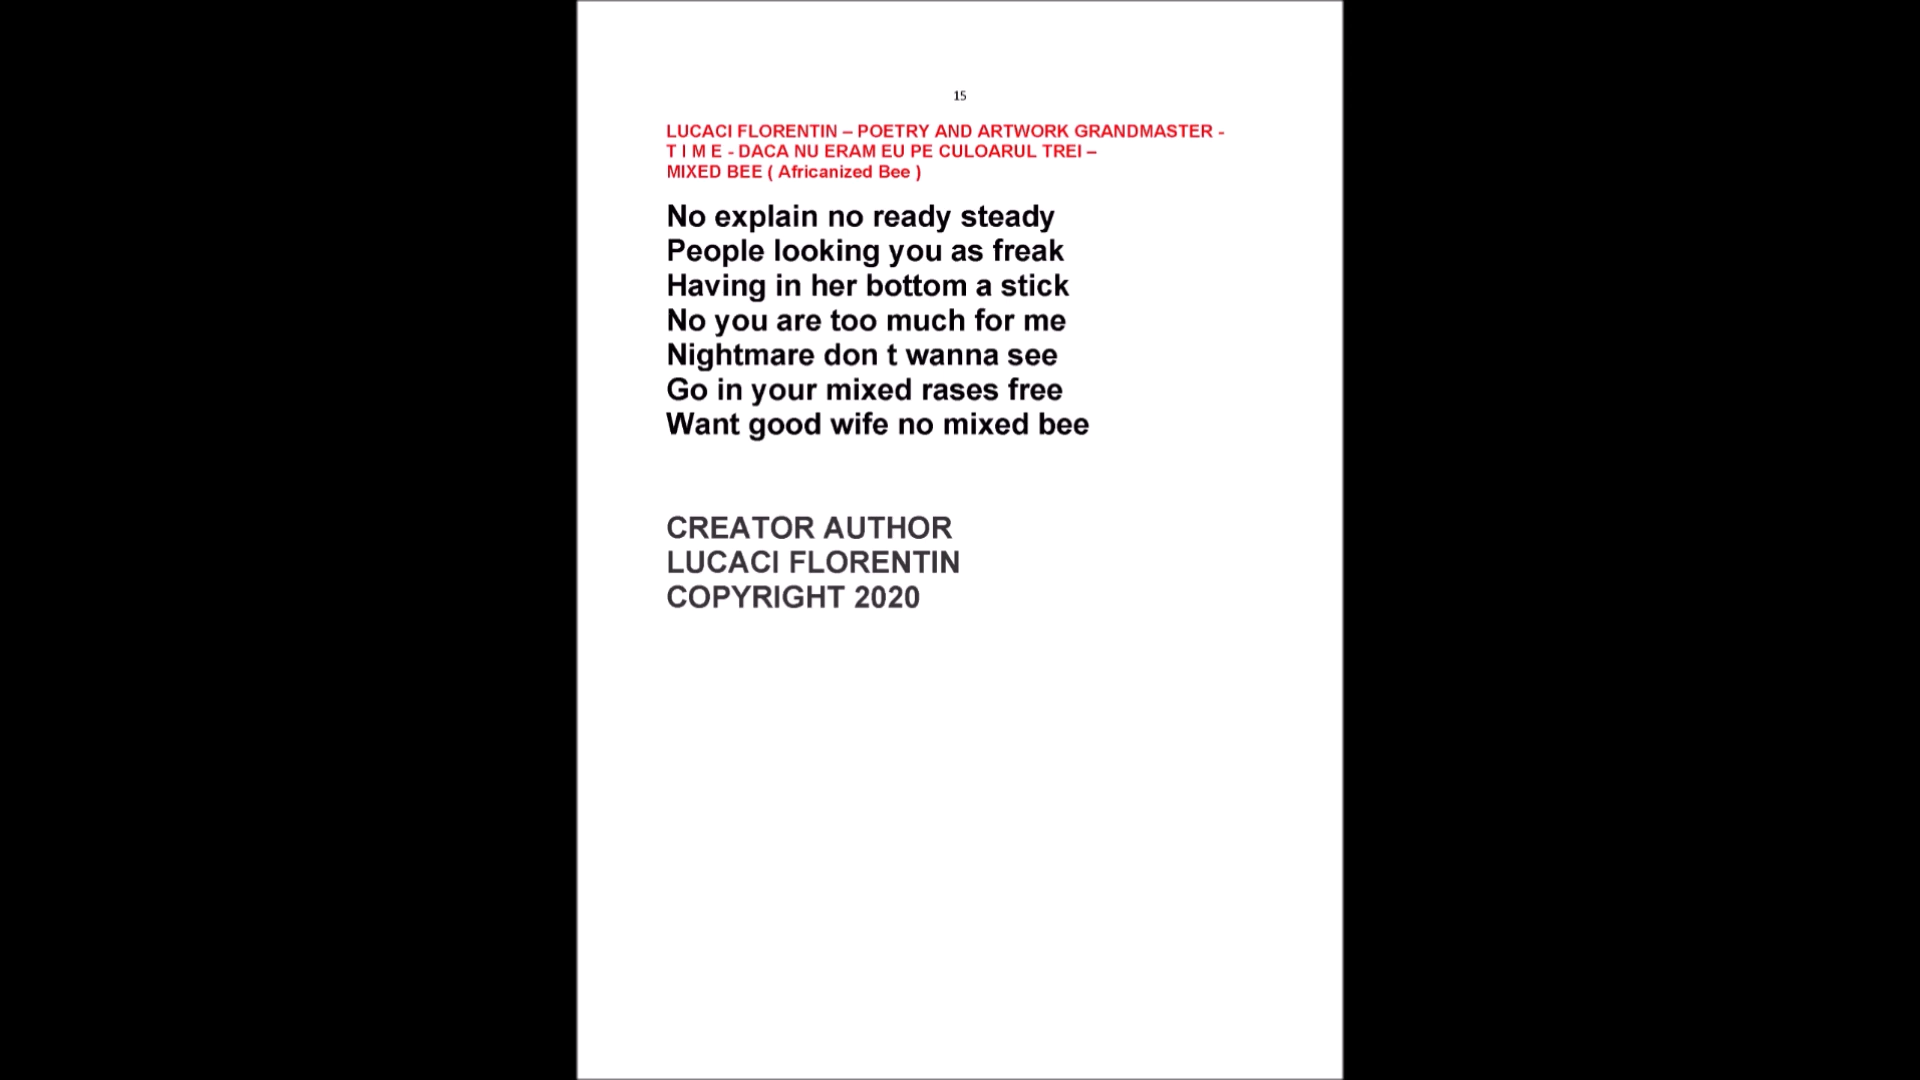 15
LUCACI FLORENTIN – POETRY AND ARTWORK GRANDMASTER -
T I M E - DACA NU ERAM EU PE CULOARUL TREI –
MIXED BEE ( Africanized Bee )
No explain no ready steady
People looking you as freak
Having in her bottom a stick
No you are too much for me
Nightmare don t wanna see
Go in your mixed rases free
Want good wife no mixed bee
CREATOR AUTHOR
LUCACI FLORENTIN
COPYRIGHT 2020